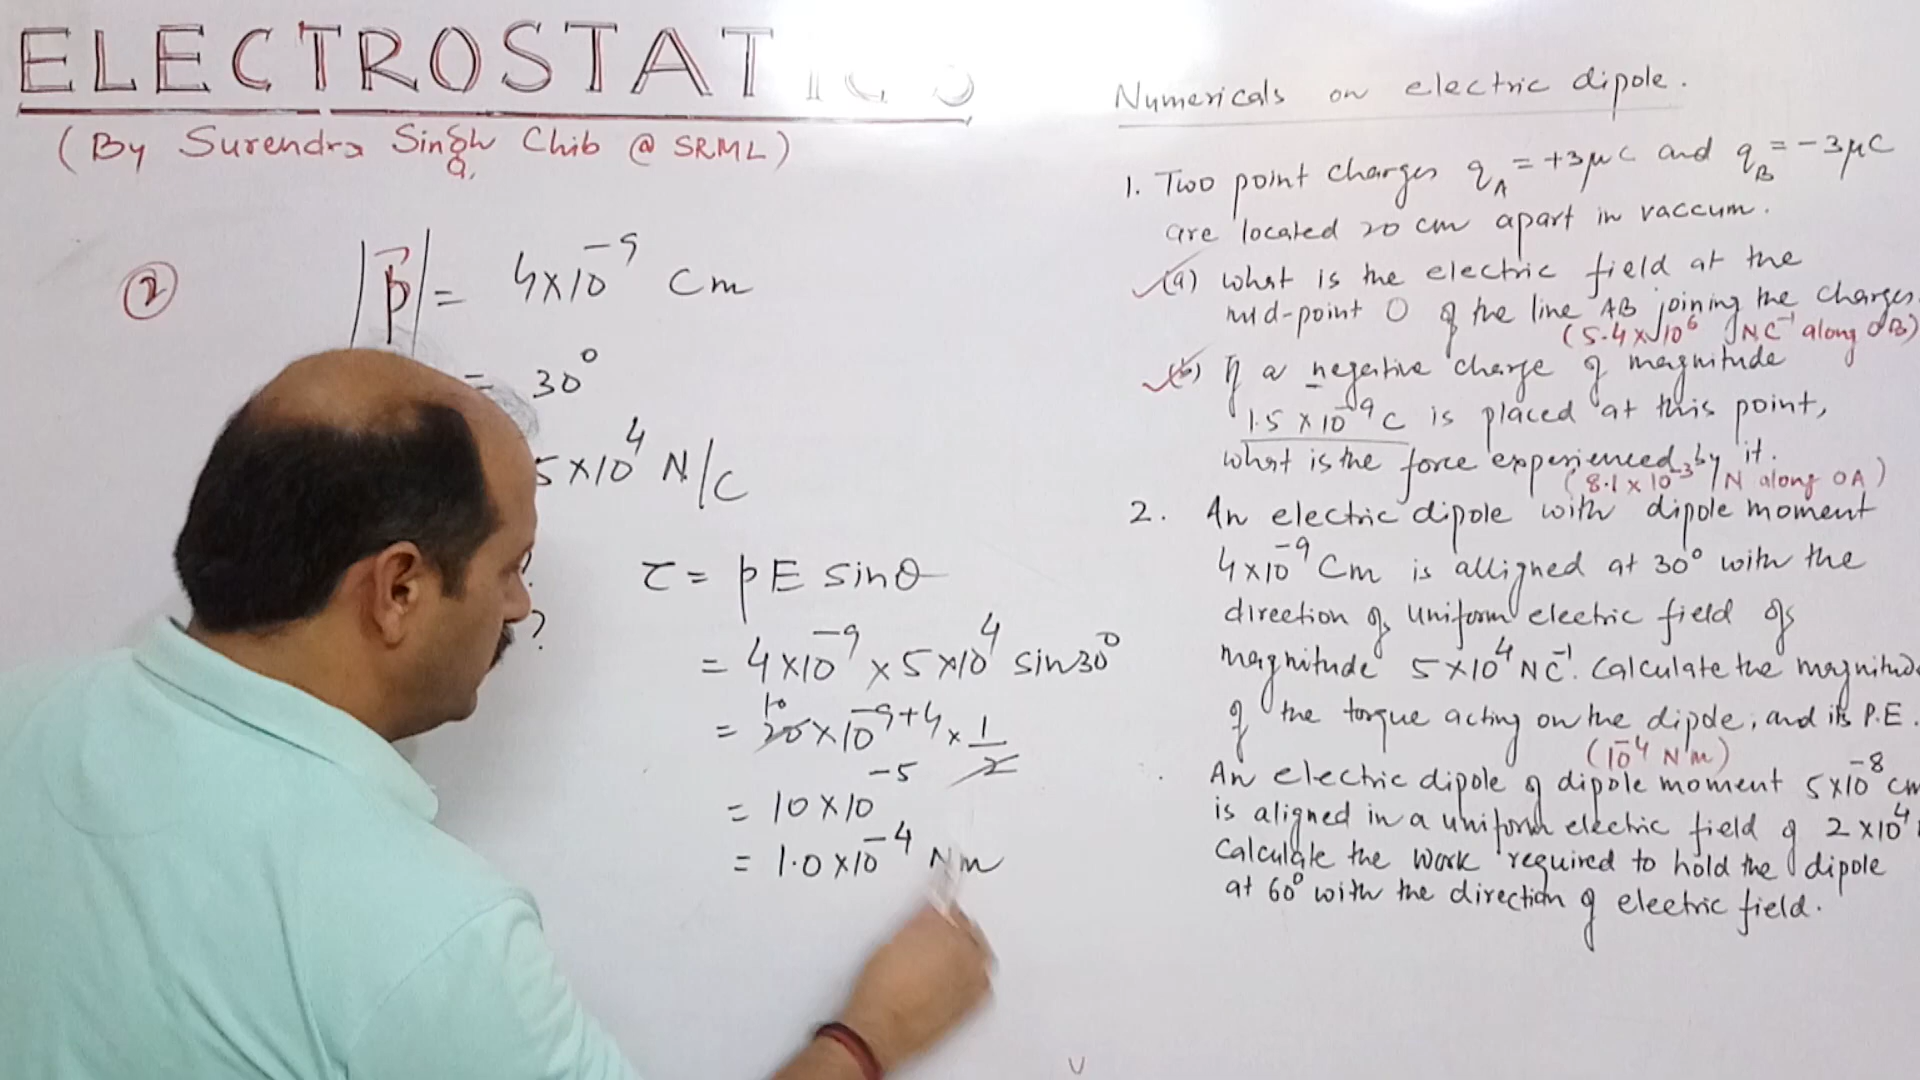 ELECTROSTATICS
(By Surendra Singh Chib @ SRML)
②
|p⃗| = 4×10⁻⁹ Cm
= 30⁰
5×10⁴ N/C
?
?
τ = pE sinθ
= 4×10⁻⁹ × 5×10⁴ sin30⁰
10
= 20×10⁻⁹⁺⁴ × 1/2
= 10×10⁻⁵
= 1.0×10⁻⁴ Nm
Numericals on electric dipole.
1. Two point charges q_A = +3μC and q_B = -3μC
are located 20 cm apart in vaccum.
(a) what is the electric field at the
mid-point O of the line AB joining the charges.
(5.4×10⁶ NC⁻¹ along OB)
(b) If a negative charge of magnitude
1.5 × 10⁻⁹ C is placed at this point,
what is the force experienced by it.
(8.1×10⁻³ N along OA)
2. An electric dipole with dipole moment
4×10⁻⁹ Cm is alligned at 30⁰ with the
direction of uniform electric field of
magnitude 5×10⁴ NC⁻¹. Calculate the magnitude
of the torque acting on the dipole, and its P.E.
(10⁻⁴ Nm)
An electric dipole of dipole moment 5×10⁻⁸ cm
is aligned in a uniform electric field of 2×10⁴
Calculate the work required to hold the dipole
at 60⁰ with the direction of electric field.